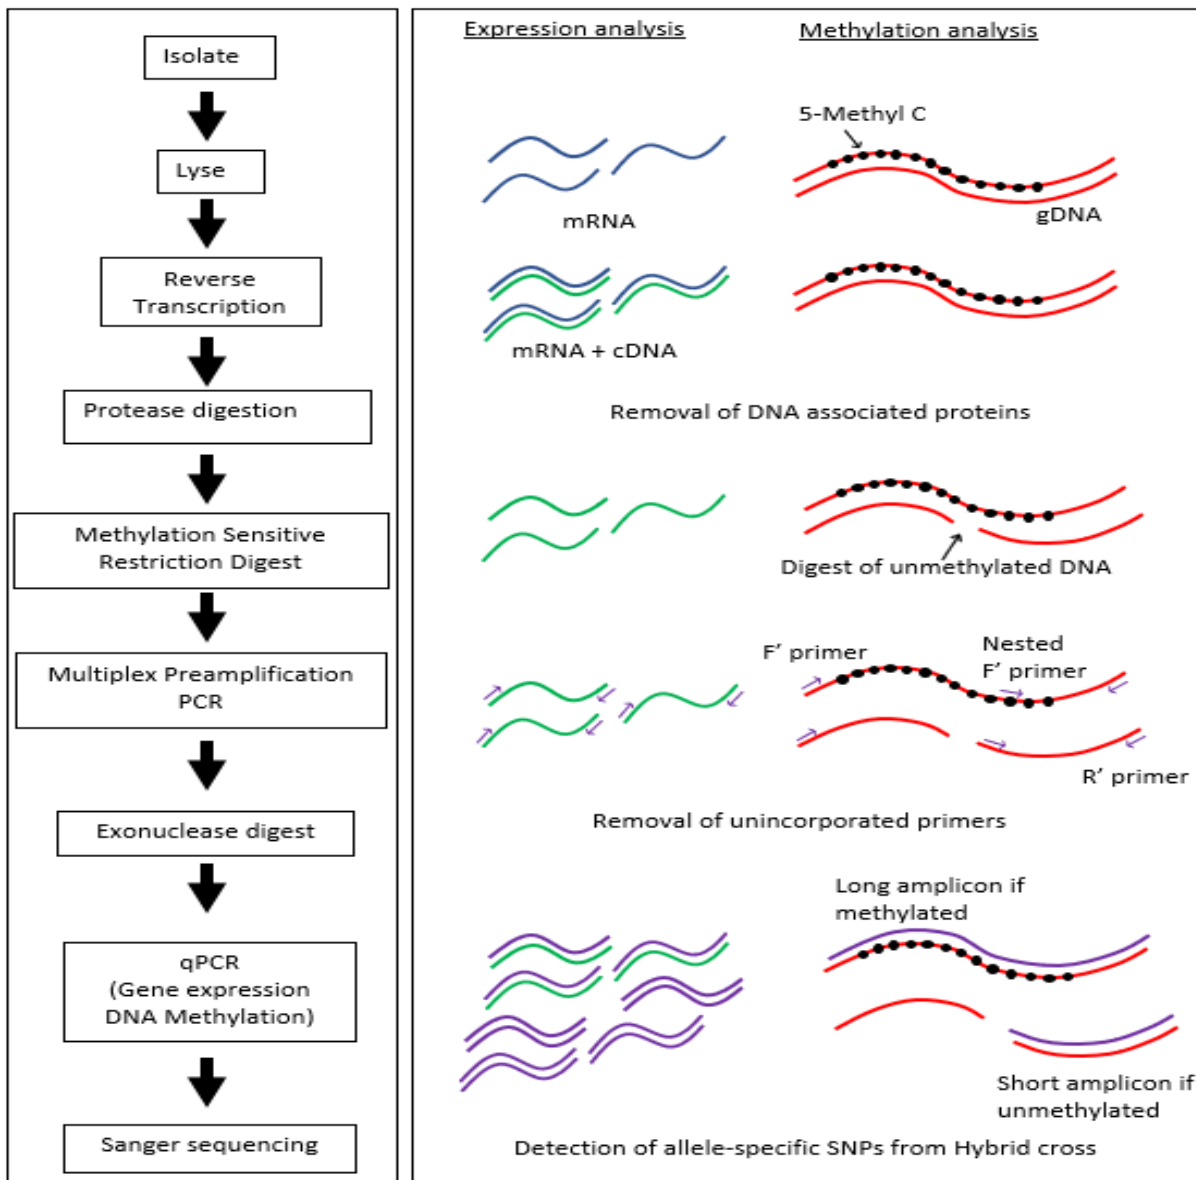 Isolate
Lyse
Reverse
Transcription
Protease digestion
Methylation Sensitive
Restriction Digest
Multiplex Preamplification
PCR
Exonuclease digest
qPCR
(Gene expression
DNA Methylation)
Sanger sequencing
Expression analysis
Methylation analysis
5-Methyl C
mRNA
gDNA
mRNA + cDNA
Removal of DNA associated proteins
Digest of unmethylated DNA
F' primer
Nested
F' primer
R' primer
Removal of unincorporated primers
Long amplicon if
methylated
Short amplicon if
unmethylated
Detection of allele-specific SNPs from Hybrid cross